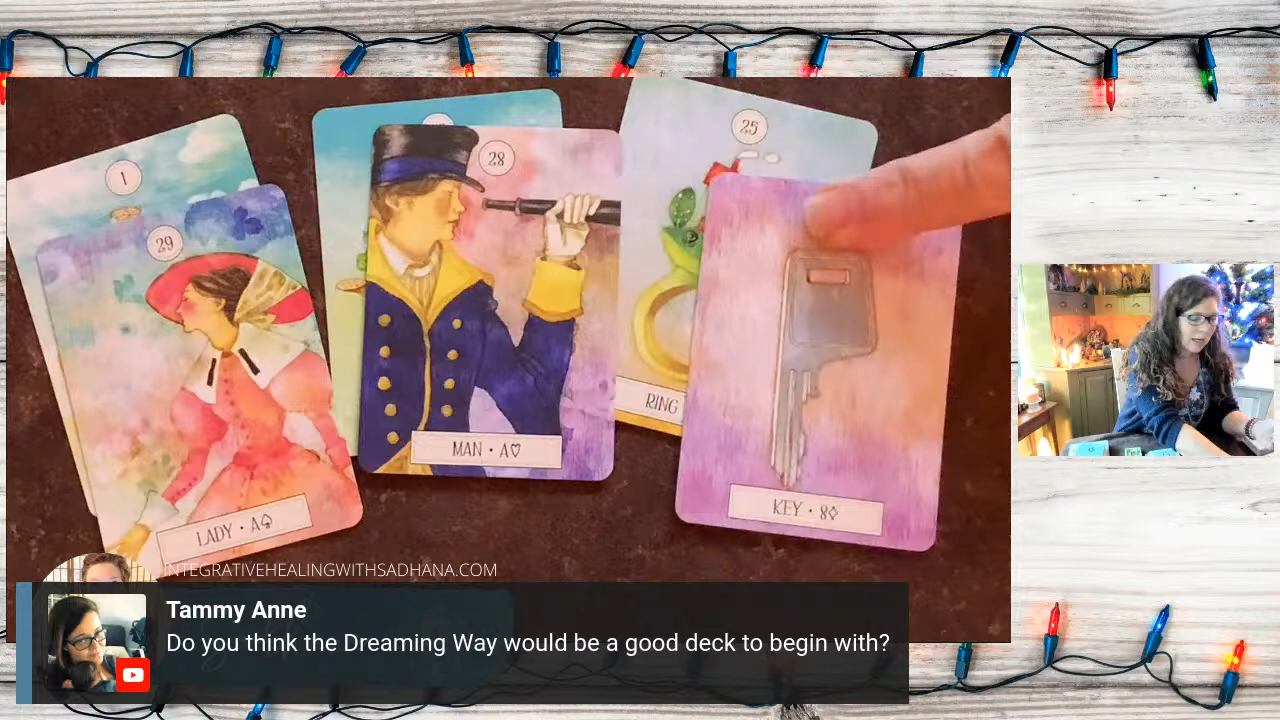 1
29
LADY • A♤
28
MAN • A♡
25
RING
KEY • 8♢
INTEGRATIVEHEALINGWITHSADHANA.COM
Tammy Anne
Do you think the Dreaming Way would be a good deck to begin with?